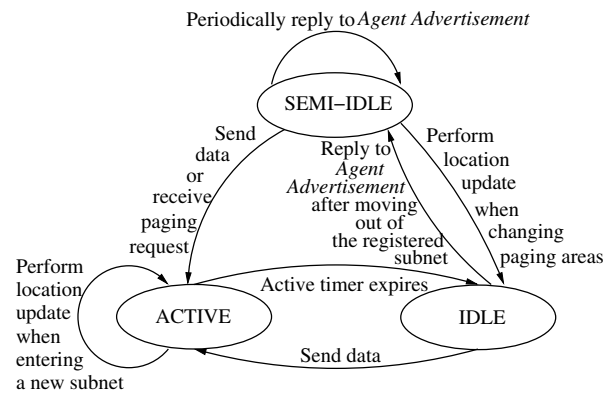 Periodically reply to Agent Advertisement
SEMI−IDLE
Send
data
or
receive
paging
request
Reply to
Agent
Advertisement
after moving
out of
the registered
subnet
Perform
location
update
when
changing
paging areas
Perform
location
update
when
entering
a new subnet
ACTIVE
Active timer expires
IDLE
Send data